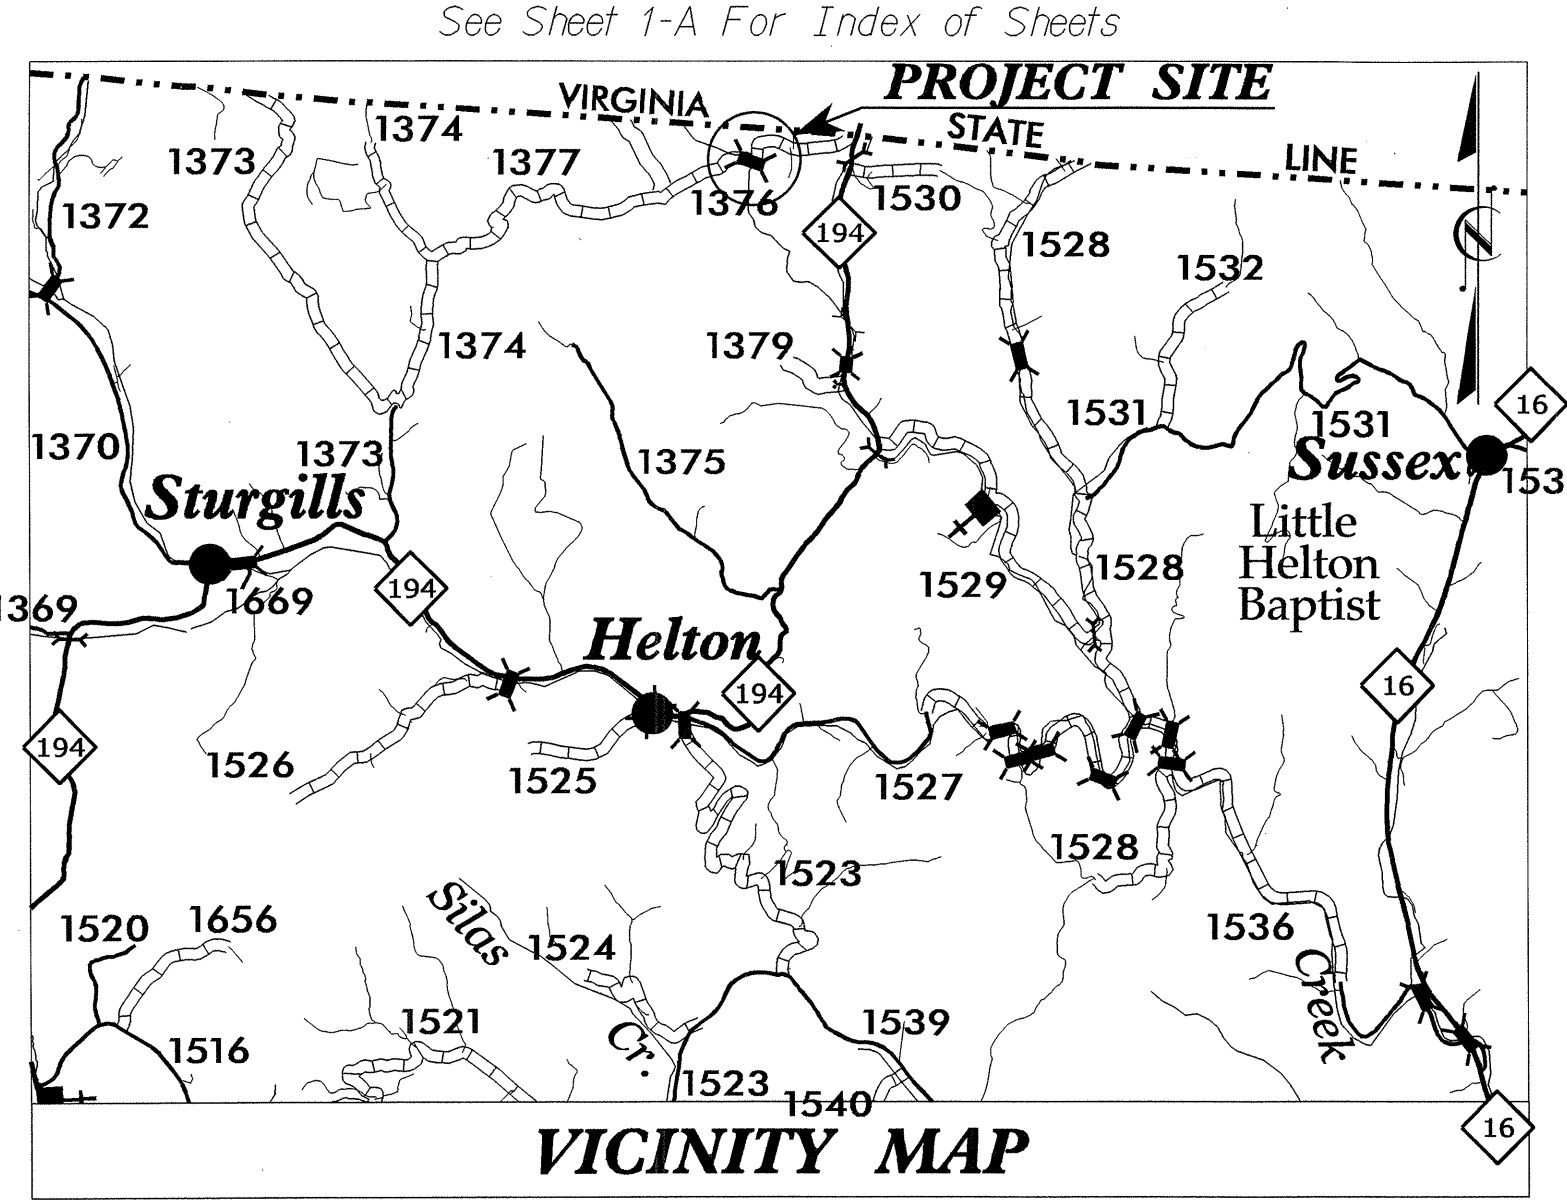 See Sheet 1-A For Index of Sheets
PROJECT SITE
VIRGINIA
STATE
LINE
1374
1373
1377
1376
1530
1372
194
1528
1532
N
1374
1379
16
1531
1531
1370
1373
1375
Sussex
153
Sturgills
Little
Helton
Baptist
1528
1529
194
1669
1369
Helton
194
16
194
1526
1525
1527
1528
1523
1520
1656
Silas
1524
1536
Creek
1521
1539
Cr.
1516
1523
1540
16
VICINITY MAP